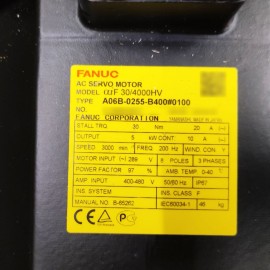 FANUC
AC SERVO MOTOR
MODEL αiF 30/4000HV
TYPE A06B-0255-B400#0100
NO.
FANUC CORPORATION
STALL TRQ. 30 Nm 20 A (~)
OUTPUT 5 kW CONT. 10 A (~)
SPEED 3000 min⁻¹ FREQ. 200 Hz WIND. CON. Y
MOTOR INPUT (~) 289 V 8 POLES 3 PHASES
POWER FACTOR 97 % AMB. TEMP. 0-40 °C
AMP. INPUT 400-480 V 50/60 Hz IP67
INS. SYSTEM INS. CLASS. F
MANUAL NO. B-65262 IEC60034-1 46 kg